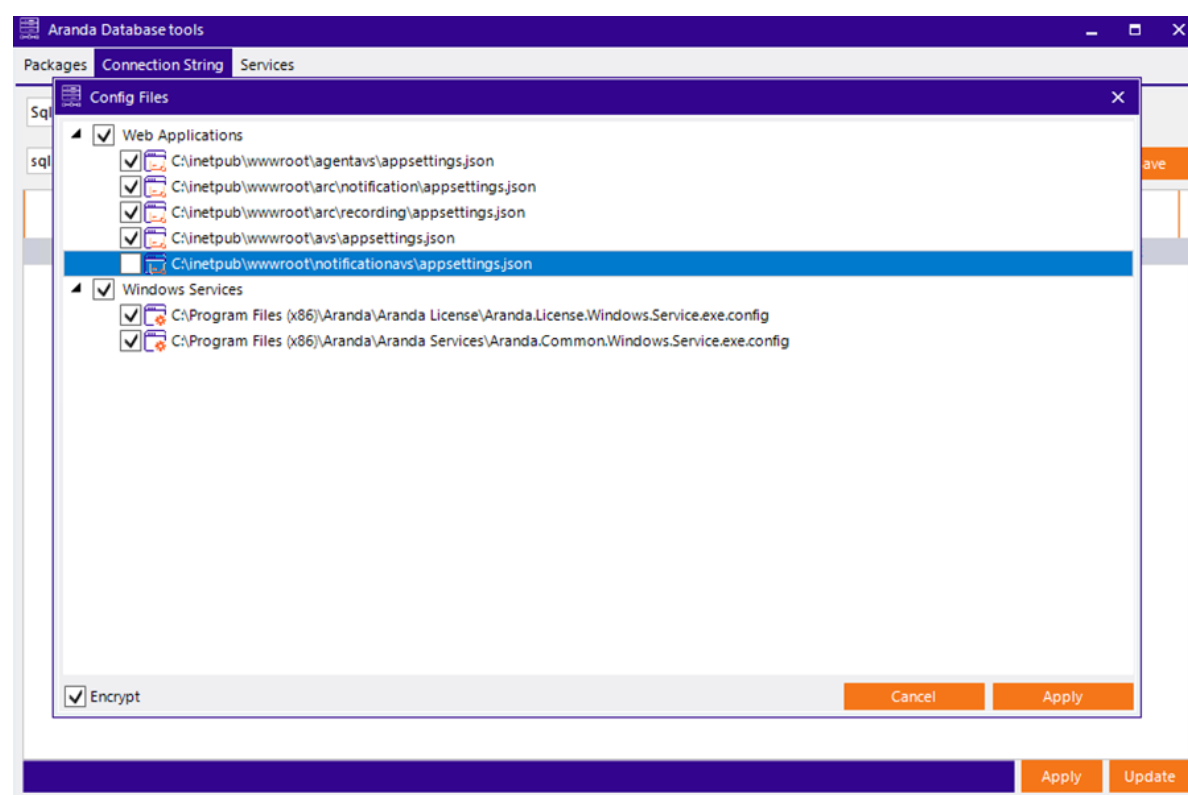 Aranda Database tools
Packages Connection String Services
Config Files
Sql
Web Applications
sql
C:\inetpub\wwwroot\agentavs\appsettings.json
ave
C:\inetpub\wwwroot\arc\notification\appsettings.json
C:\inetpub\wwwroot\arc\recording\appsettings.json
C:\inetpub\wwwroot\avs\appsettings.json
C:\inetpub\wwwroot\notificationavs\appsettings.json
Windows Services
C:\Program Files (x86)\Aranda\Aranda License\Aranda.License.Windows.Service.exe.config
C:\Program Files (x86)\Aranda\Aranda Services\Aranda.Common.Windows.Service.exe.config
Encrypt Cancel Apply
Apply Update